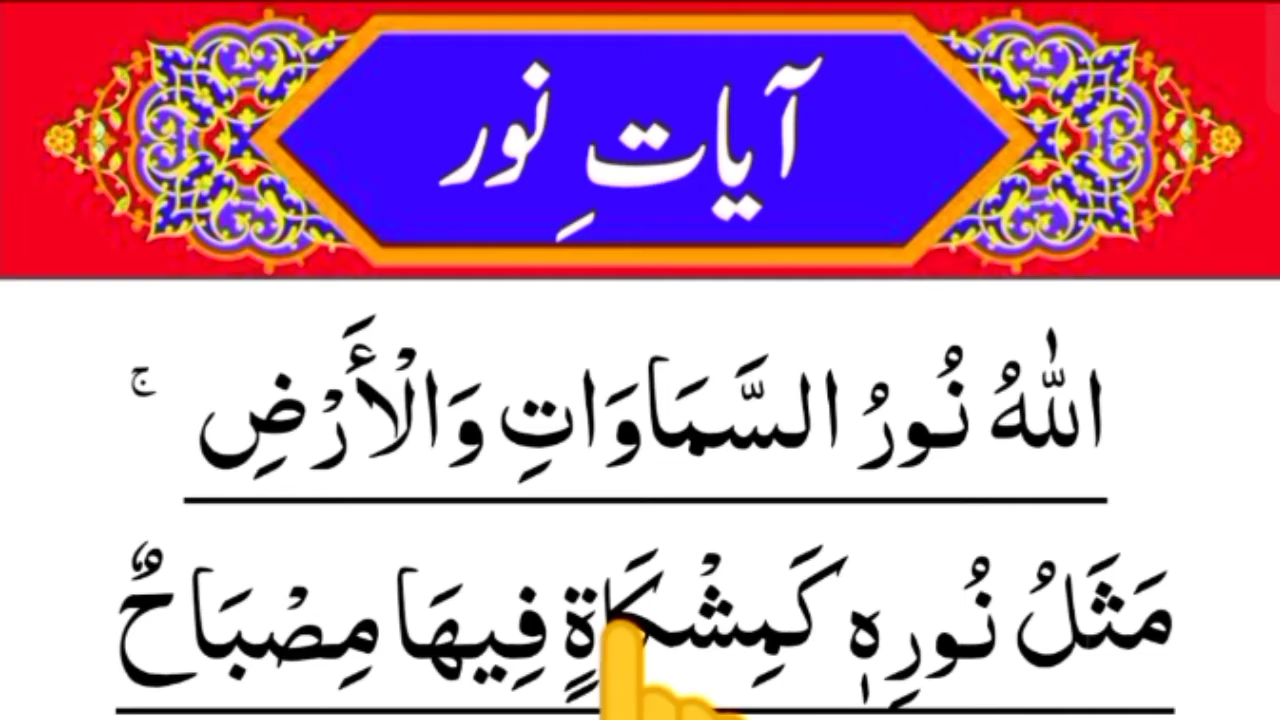 آیاتِ نور
اللّٰهُ نُورُ السَّمَاوَاتِ وَالْأَرْضِ ۚ
مَثَلُ نُورِهٖ كَمِشْكَاةٍ فِيهَا مِصْبَاحٌ